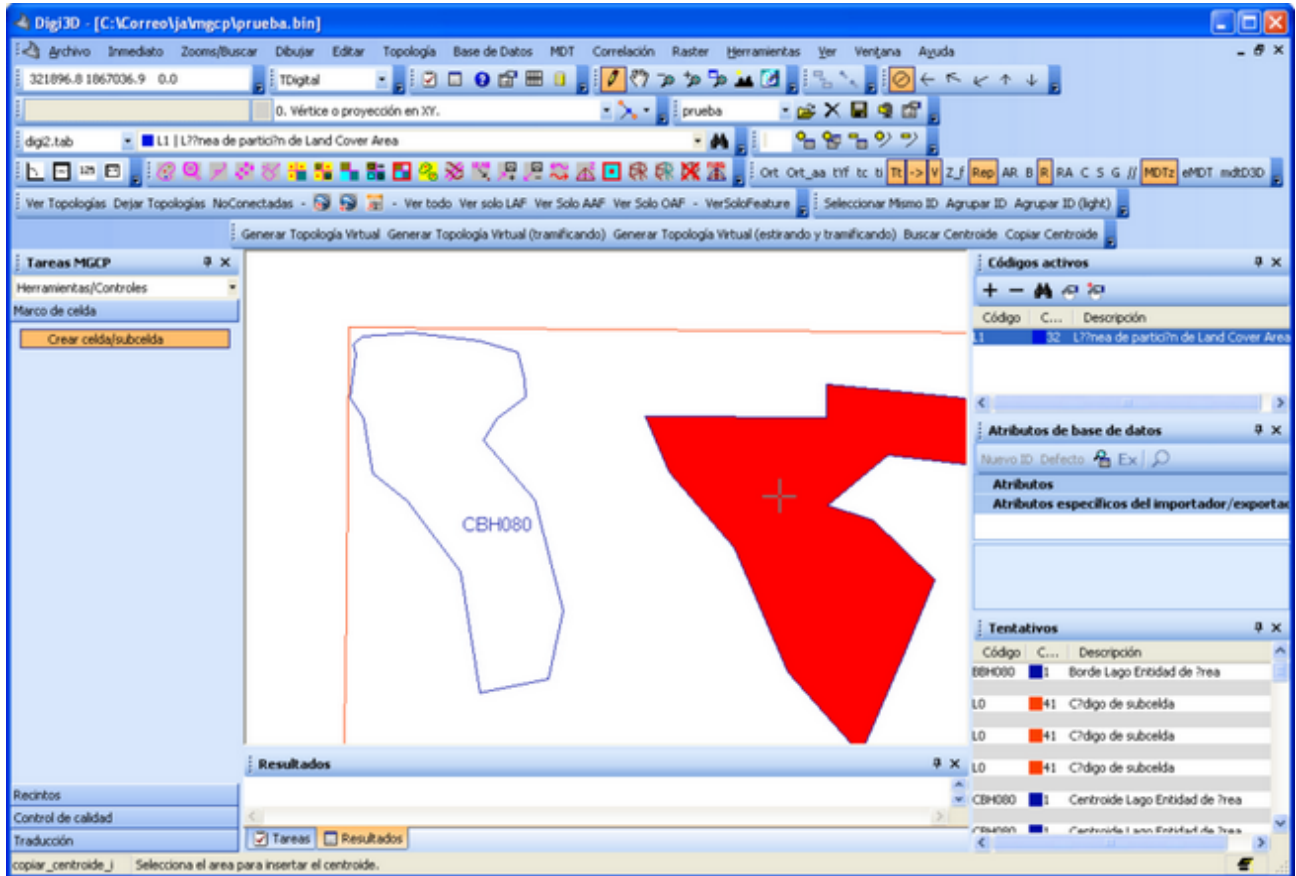 Digi3D - [C:\Correo\ja\mgcp\prueba.bin]
Archivo Inmediato Zooms/Buscar Dibujar Editar Topología Base de Datos MDT Correlación Raster Herramientas Ver Ventana Ayuda
321896.8 1867036.9 0.0 TDigital
0. Vértice o proyección en XY. prueba
digi2.tab L1 | L??nea de partici?n de Land Cover Area
Ort Ort_aa tYf tc ti Tt -> V Z_f Rep AR B R RA C S G // MDTz eMDT mdtD3D
Ver Topologías Dejar Topologías NoConectadas - - Ver todo Ver solo LAF Ver Solo AAF Ver Solo OAF - VerSoloFeature Seleccionar Mismo ID Agrupar ID Agrupar ID (light)
Generar Topología Virtual Generar Topología Virtual (tramificando) Generar Topología Virtual (estirando y tramificando) Buscar Centroide Copiar Centroide
Tareas MGCP
Herramientas/Controles
Marco de celda
Crear celda/subcelda
CBH080
Códigos activos
Código C... Descripción
L1 32 L??nea de partici?n de Land Cover Area
Atributos de base de datos
Nuevo ID Defecto Ex
Atributos
Atributos específicos del importador/exportad
Tentativos
Código C... Descripción
BBH080 1 Borde Lago Entidad de ?rea
L0 41 C?digo de subcelda
L0 41 C?digo de subcelda
L0 41 C?digo de subcelda
CBH080 1 Centroide Lago Entidad de ?rea
CBH080 1 Centroide Lago Entidad de ?rea
Resultados
Recintos
Control de calidad
Traducción
Tareas Resultados
copiar_centroide_i Selecciona el area para insertar el centroide.